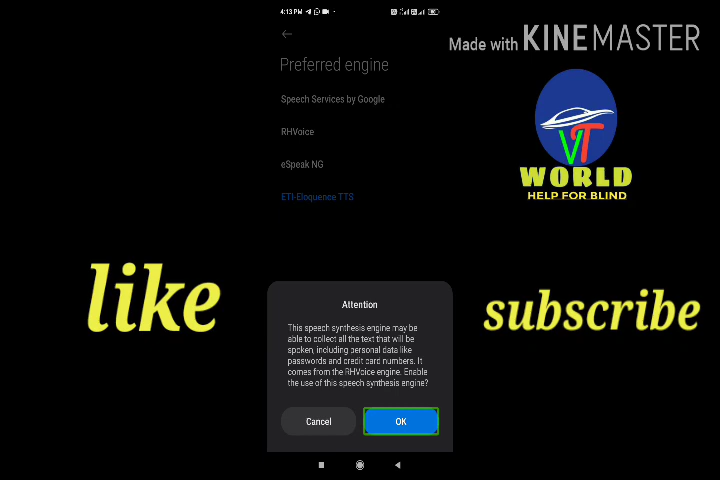 4:13 PM
Made with KINEMASTER
Preferred engine
Speech Services by Google
RHVoice
eSpeak NG
ETI-Eloquence TTS
VT
WORLD
HELP FOR BLIND
like
subscribe
Attention
This speech synthesis engine may be
able to collect all the text that will be
spoken, including personal data like
passwords and credit card numbers. It
comes from the RHVoice engine. Enable
the use of this speech synthesis engine?
Cancel
OK